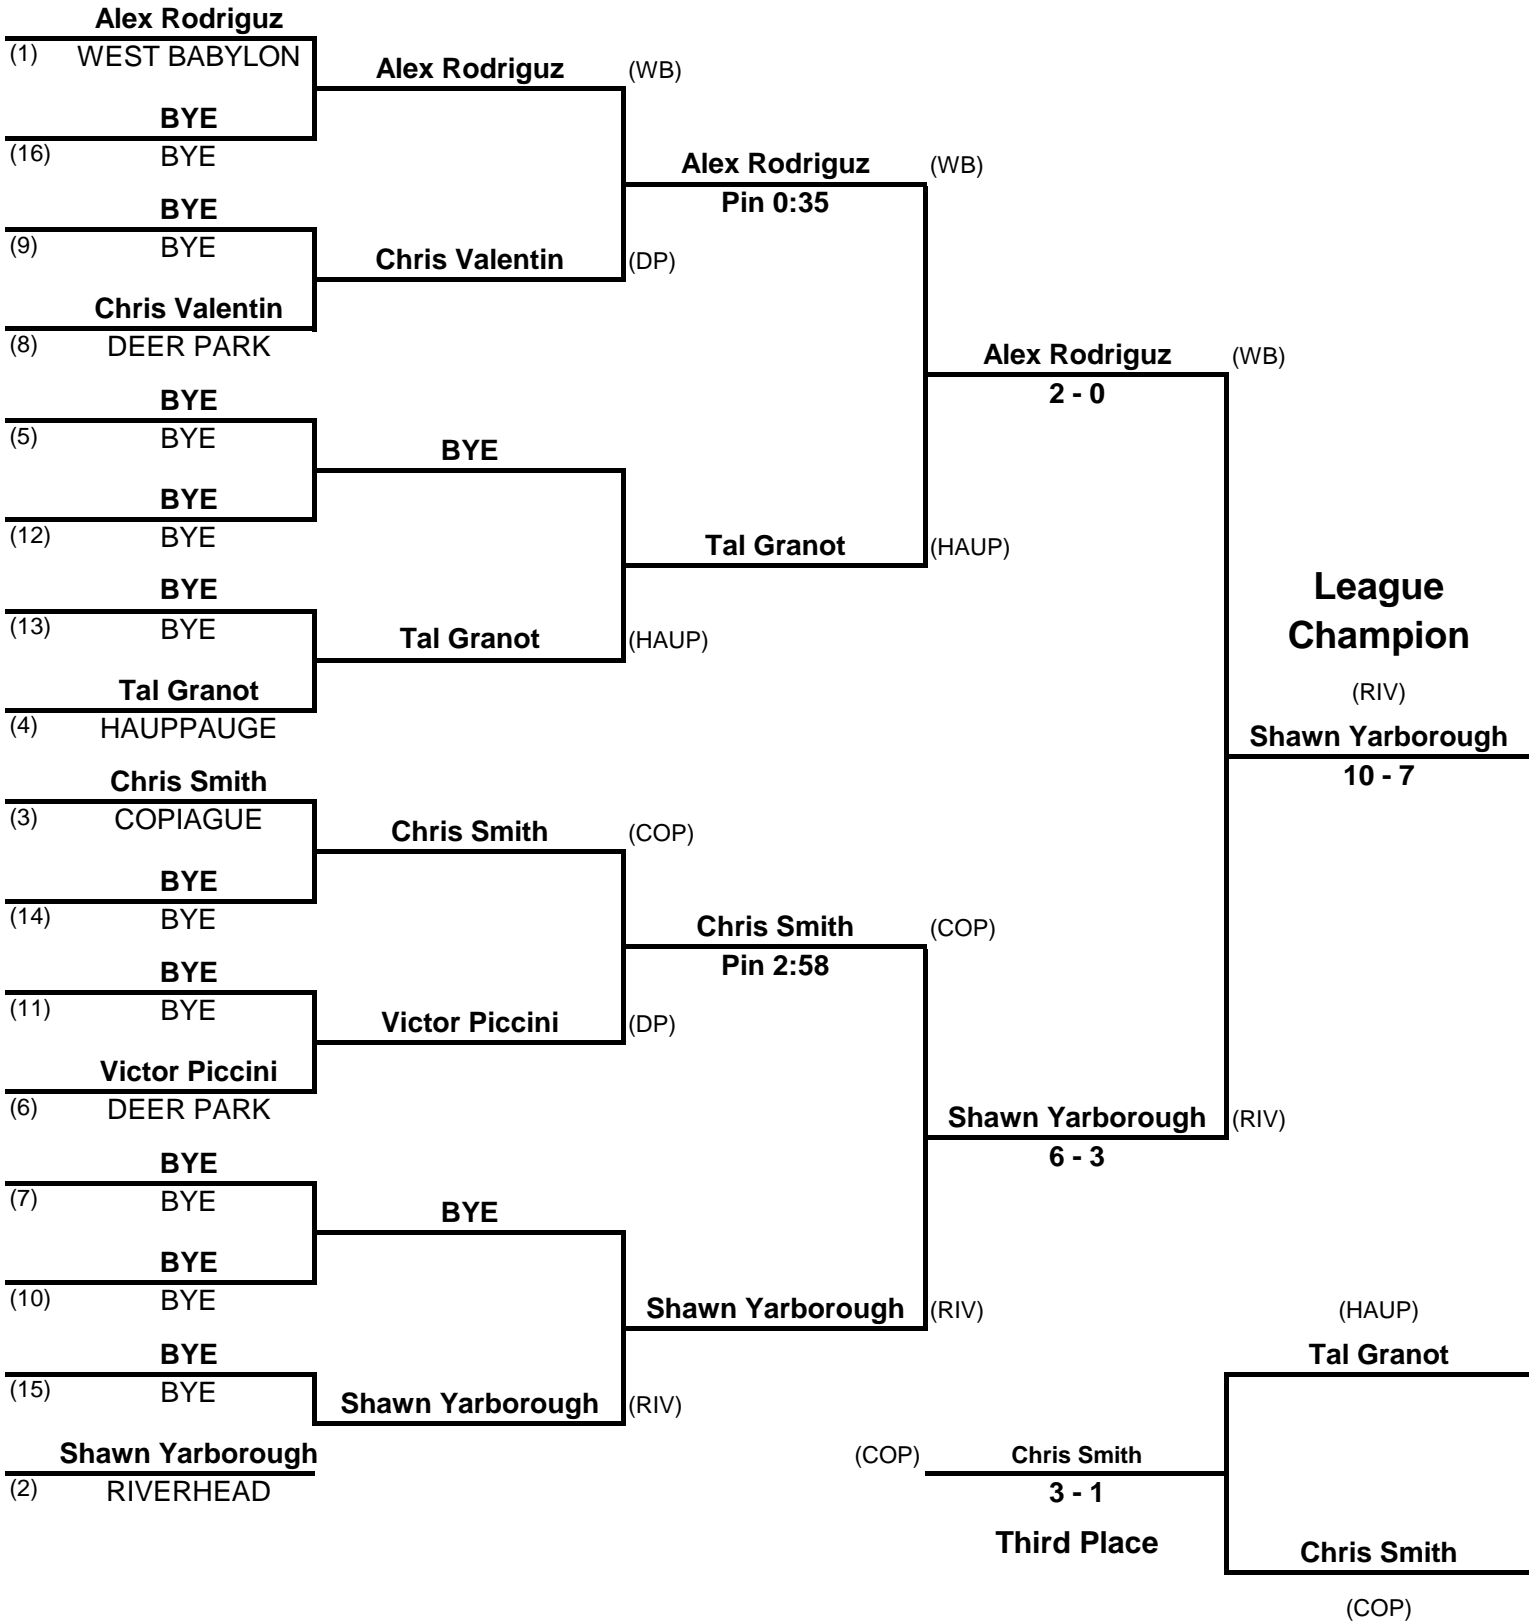 Alex Rodriguz
(1) WEST BABYLON
BYE
(16) BYE
BYE
(9) BYE
Chris Valentin
(8) DEER PARK
BYE
(5) BYE
BYE
(12) BYE
BYE
(13) BYE
Tal Granot
(4) HAUPPAUGE
Chris Smith
(3) COPIAGUE
BYE
(14) BYE
BYE
(11) BYE
Victor Piccini
(6) DEER PARK
BYE
(7) BYE
BYE
(10) BYE
BYE
(15) BYE
Shawn Yarborough
(2) RIVERHEAD
Alex Rodriguz (WB)
Chris Valentin (DP)
BYE
Tal Granot (HAUP)
Chris Smith (COP)
Victor Piccini (DP)
BYE
Shawn Yarborough (RIV)
Alex Rodriguz (WB)
Pin 0:35
Tal Granot (HAUP)
Chris Smith (COP)
Pin 2:58
Shawn Yarborough (RIV)
Alex Rodriguz (WB)
2 - 0
Shawn Yarborough (RIV)
6 - 3
League
Champion
(RIV)
Shawn Yarborough
10 - 7
(HAUP)
Tal Granot
(COP) Chris Smith
3 - 1
Third Place
Chris Smith
(COP)